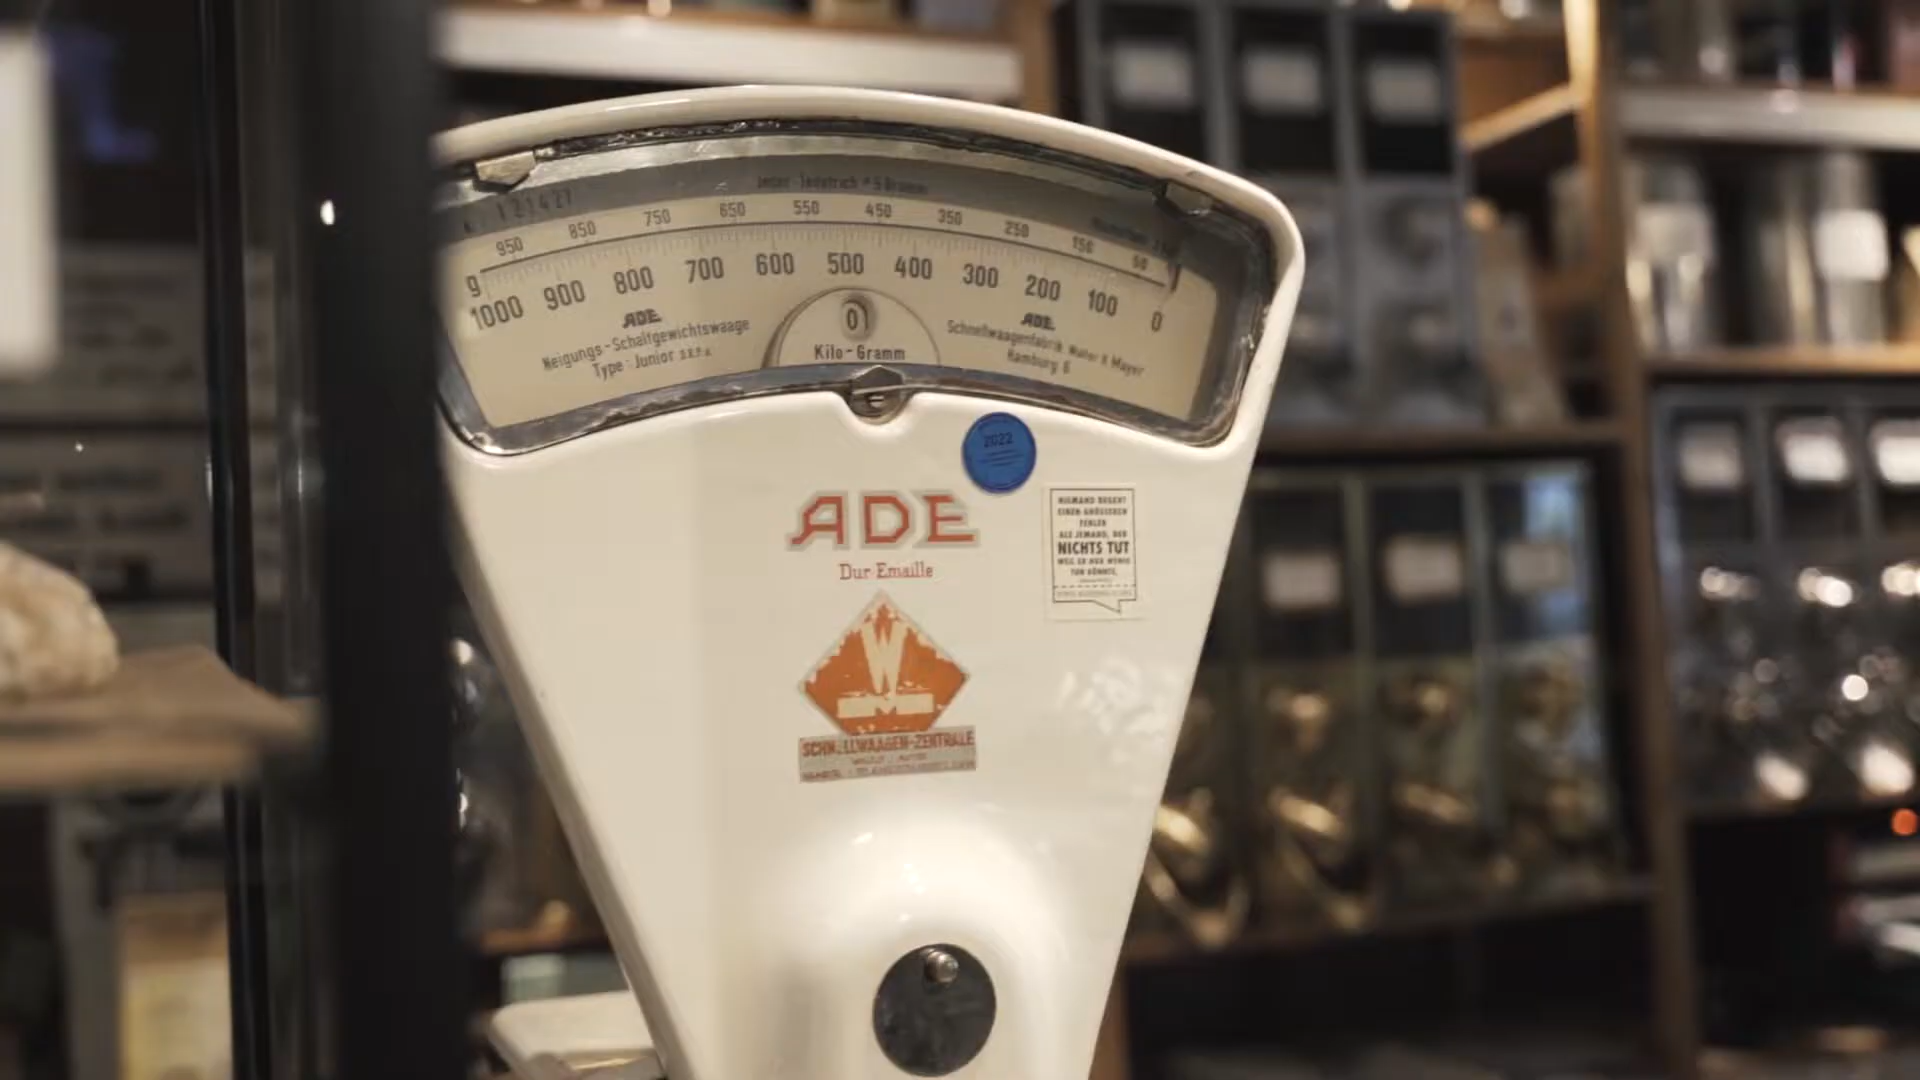 950 850 750 650 550 450 350 250 150 50
g
1000 900 800 700 600 500 400 300 200 100 0
ADE
Neigungs-Schaltgewichtswaage
Type: Junior
0
Kilo-Gramm
ADE
Schnellwaagenfabrik Walter Mayer
Hamburg 6
2022
ADE
Dur Emaille
NIEMAND BEGEHT
EINEN GRÖSSEREN
FEHLER
ALS JEMAND, DER
NICHTS TUT
WEIL ER NUR WENIG
TUN KÖNNTE.
W
M
SCHNELLWAAGEN-ZENTRALE